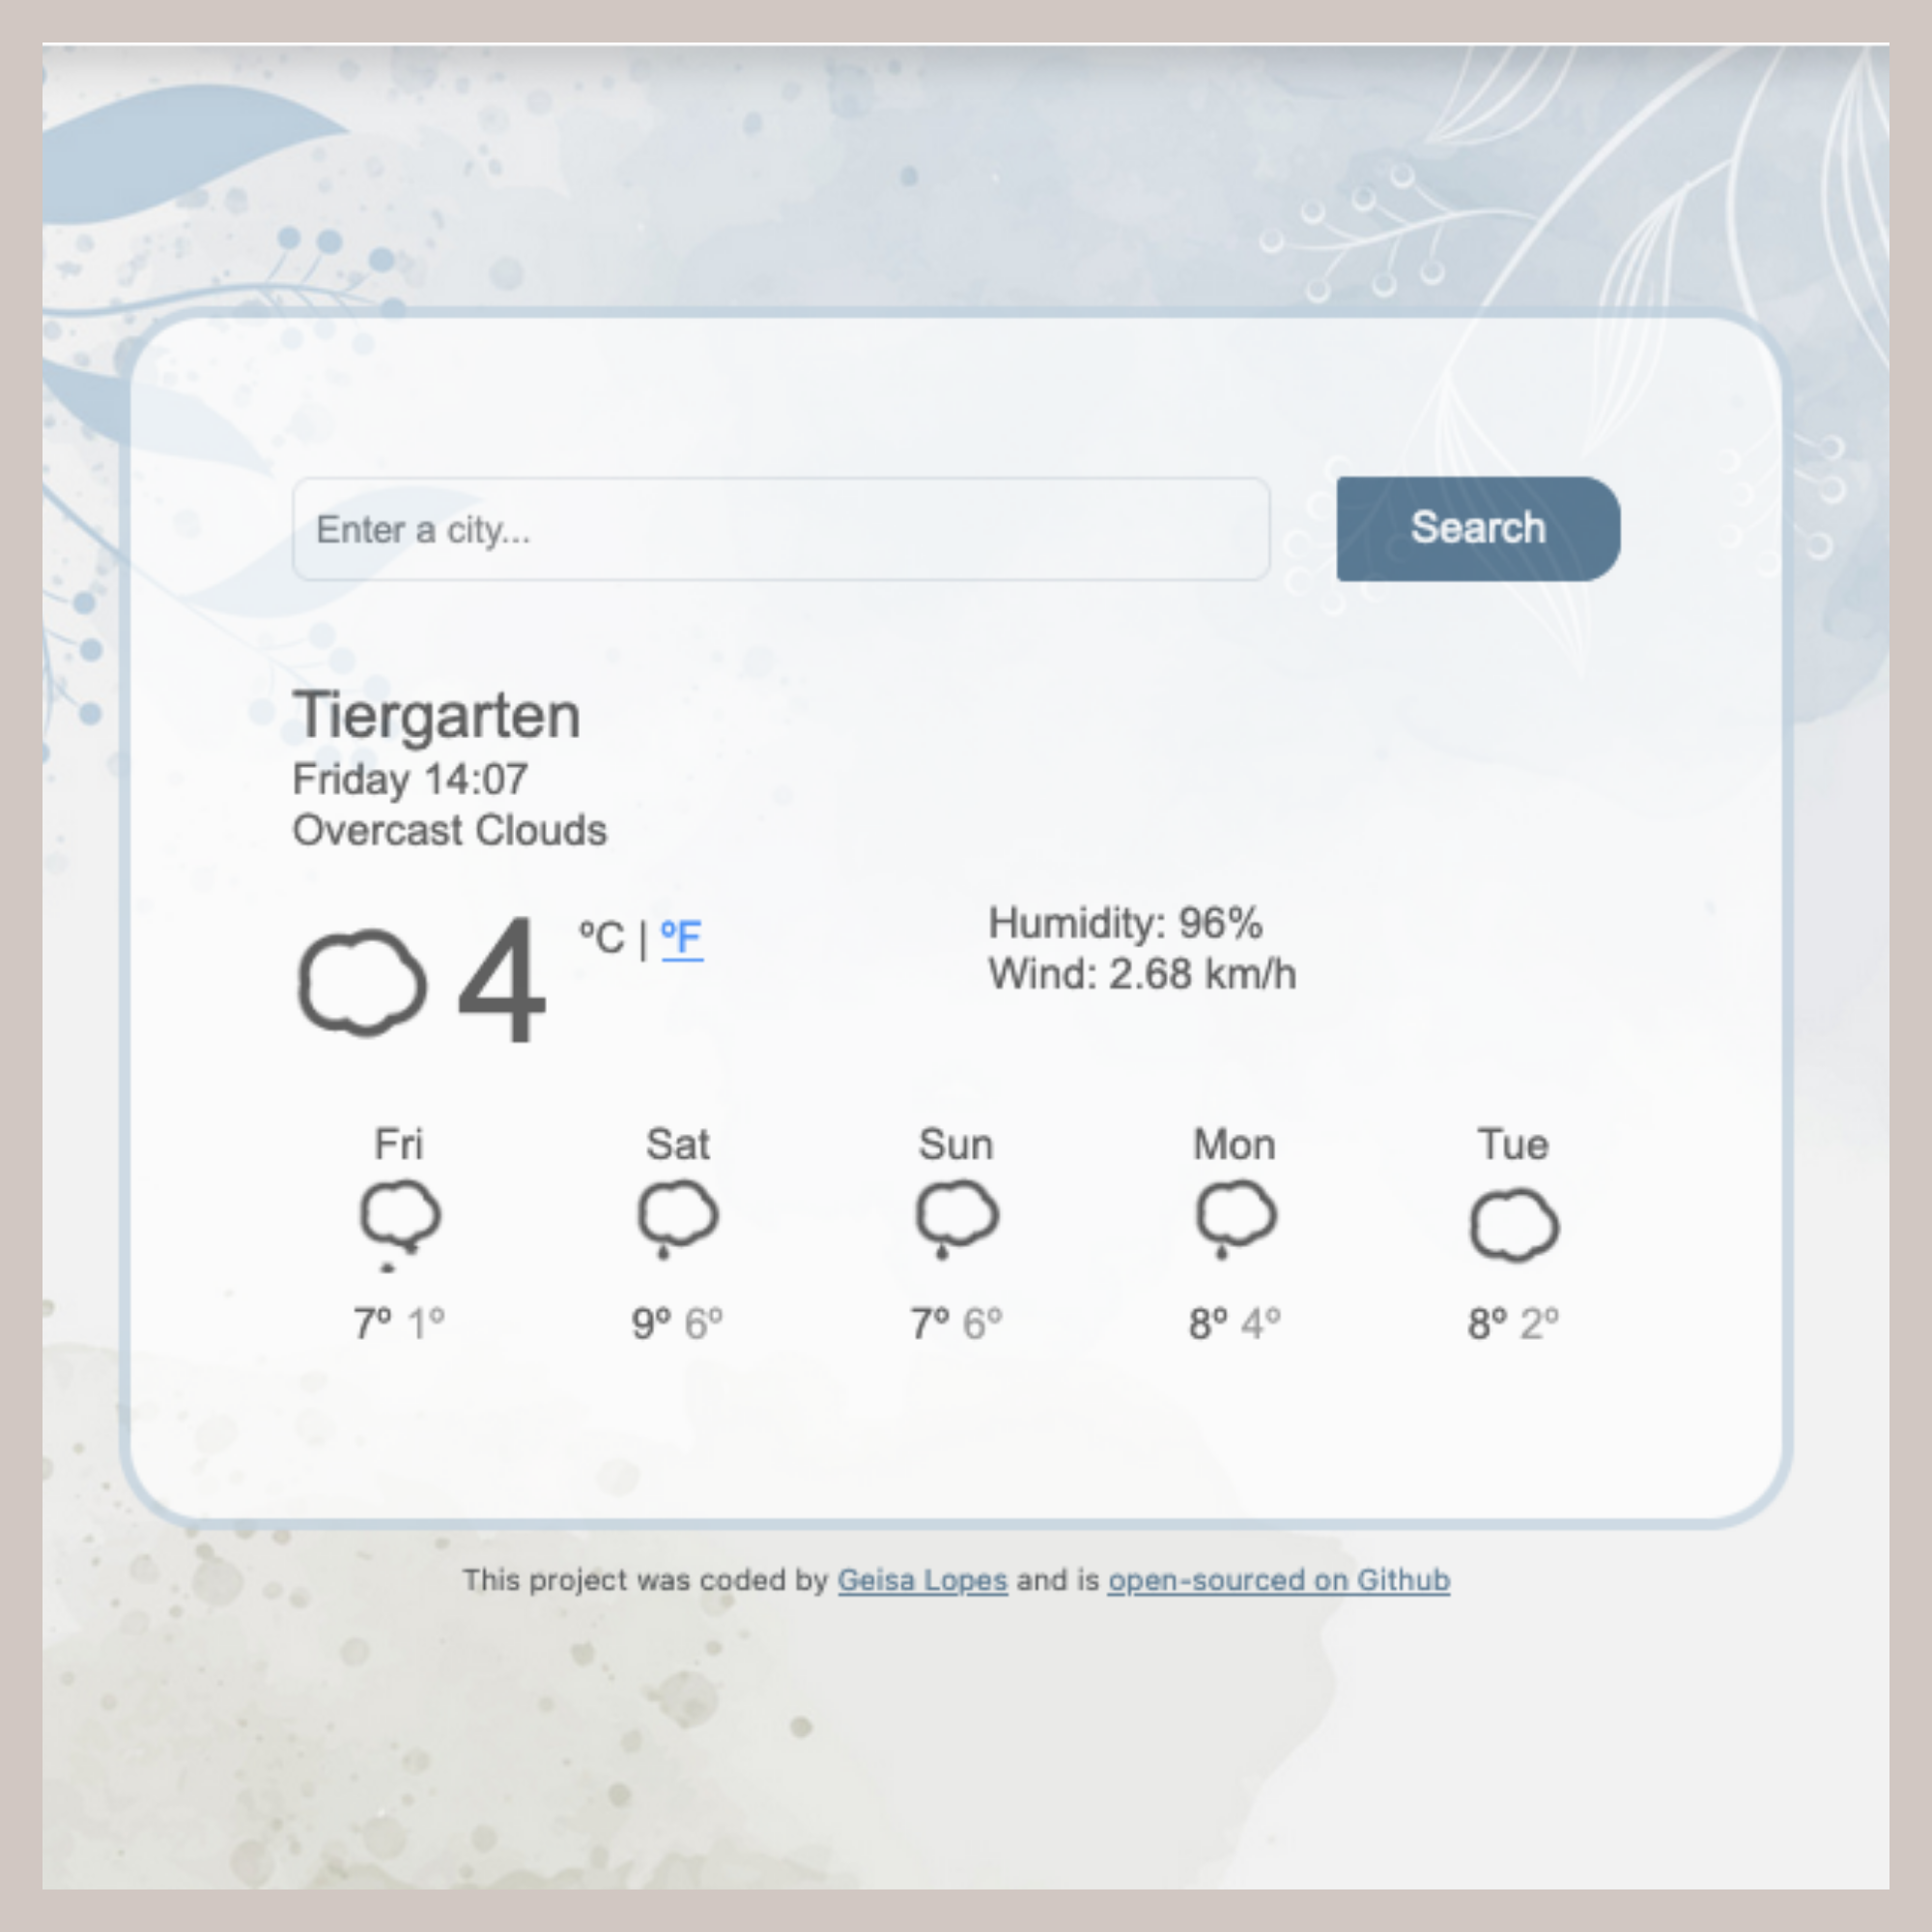 Enter a city...
Search
Tiergarten
Friday 14:07
Overcast Clouds
4 ºC | ºF
Humidity: 96%
Wind: 2.68 km/h
Fri Sat Sun Mon Tue
7º 1º 9º 6º 7º 6º 8º 4º 8º 2º
This project was coded by Geisa Lopes and is open-sourced on Github